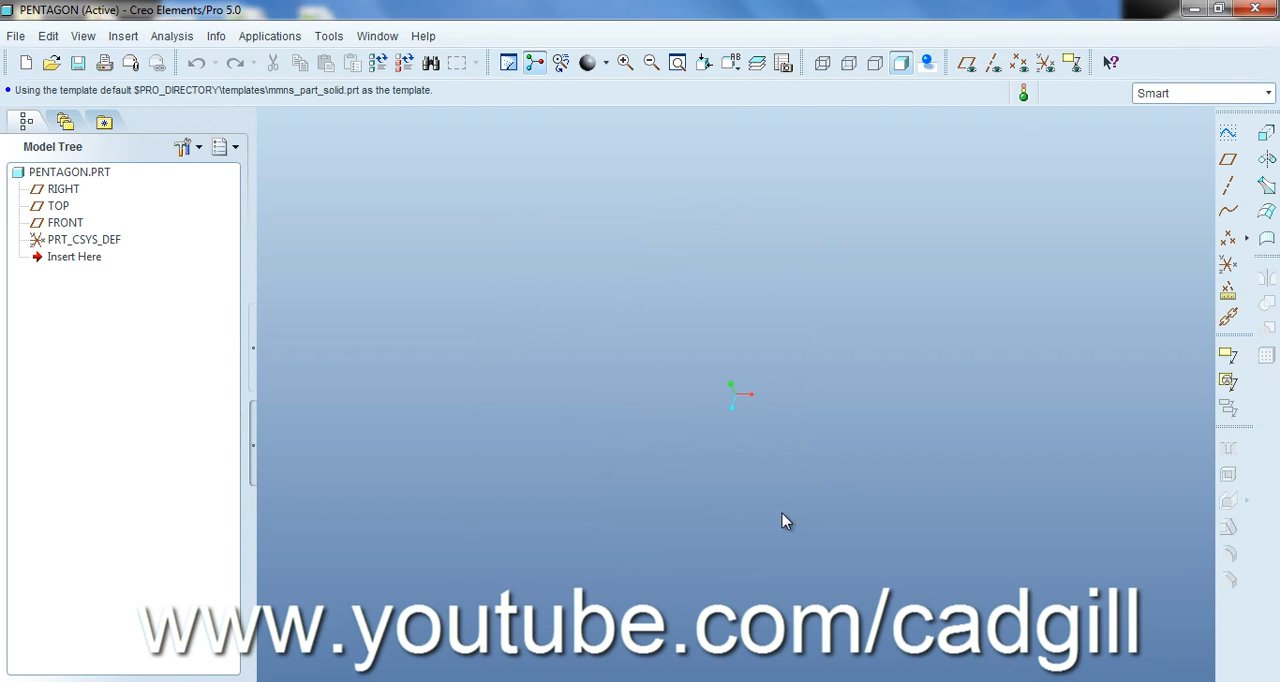 PENTAGON (Active) - Creo Elements/Pro 5.0
File Edit View Insert Analysis Info Applications Tools Window Help
Using the template default $PRO_DIRECTORY\templates\mmns_part_solid.prt as the template.
Smart
Model Tree
PENTAGON.PRT
RIGHT
TOP
FRONT
PRT_CSYS_DEF
Insert Here
www.youtube.com/cadgill